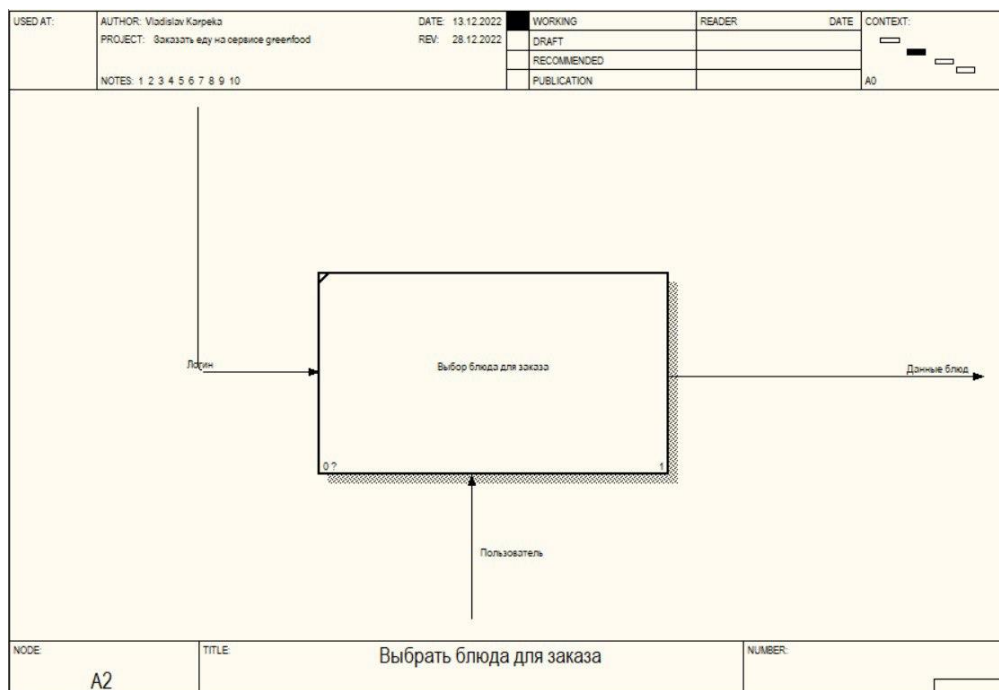 USED AT:
AUTHOR: Vladislav Karpeka
DATE: 13.12.2022
WORKING
READER
DATE
CONTEXT:
PROJECT: Заказать еду на сервисе greenfood
REV: 28.12.2022
DRAFT
RECOMMENDED
NOTES: 1 2 3 4 5 6 7 8 9 10
PUBLICATION
A0
Логин
Выбор блюда для заказа
Данные блюд
0 ?
1
Пользователь
NODE:
TITLE:
Выбрать блюда для заказа
NUMBER:
A2